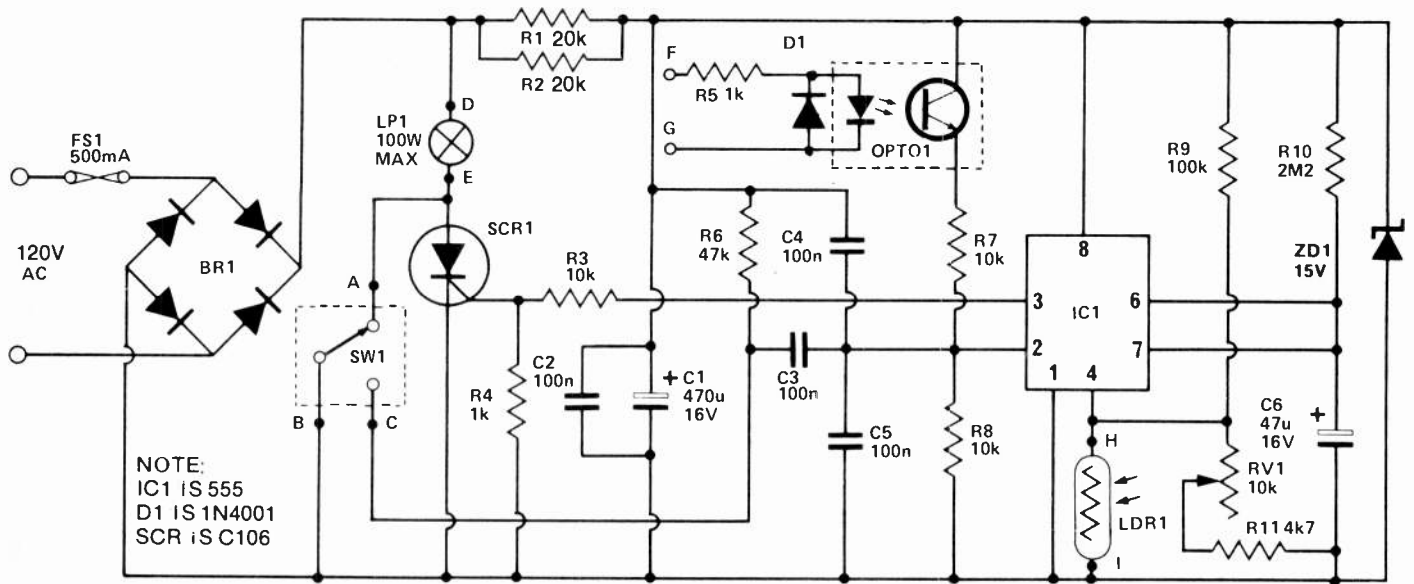 R1 20k
R2 20k
D1
F
R5 1k
G
OPTO1
D
LP1
100W
MAX
E
FS1
500mA
120V
AC
BR1
A
SW1
B
C
SCR1
R3
10k
R4
1k
C2
100n
C1
+
470u
16V
R6
47k
C4
100n
C3
100n
C5
100n
R7
10k
R8
10k
8
3
IC1
6
2
7
1
4
R9
100k
R10
2M2
ZD1
15V
C6
+
47u
16V
H
RV1
10k
LDR1
R11 4k7
I
NOTE:
IC1 IS 555
D1 IS 1N4001
SCR iS C106